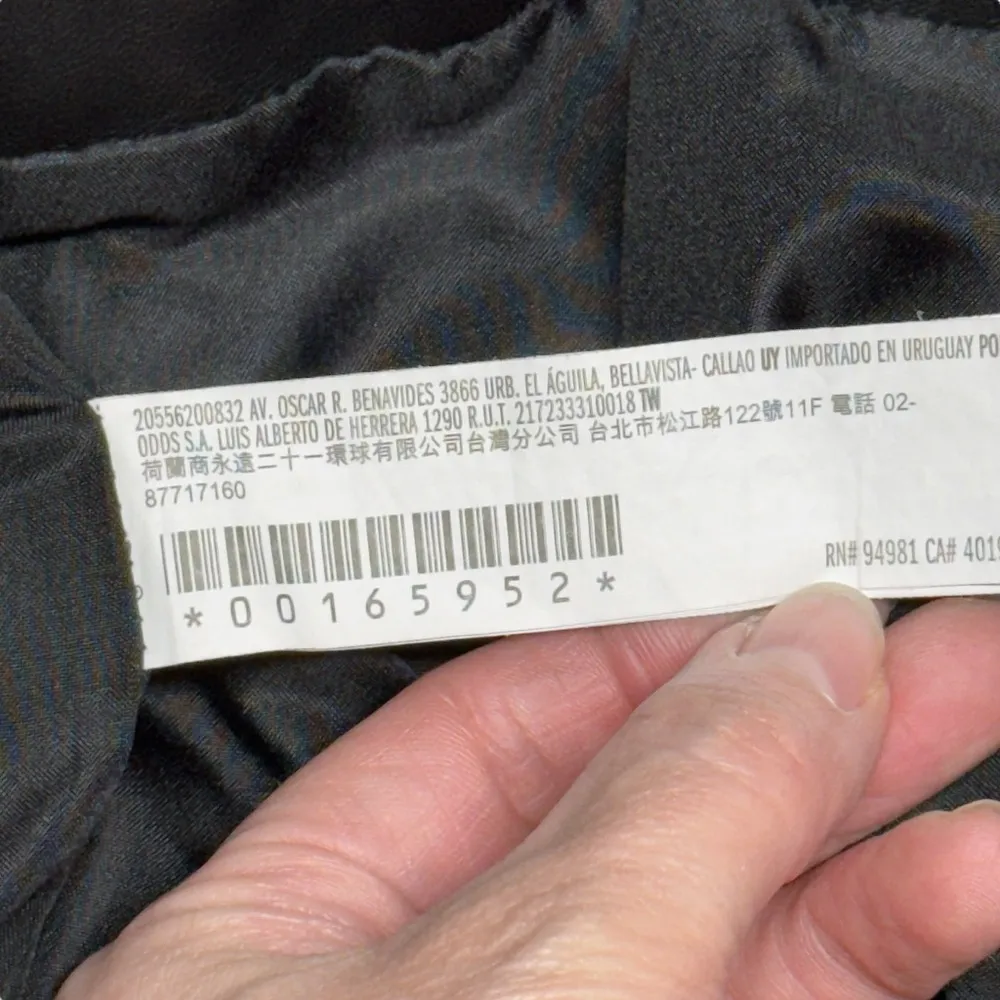 20556200832 AV. OSCAR R. BENAVIDES 3866 URB. EL ÁGUILA, BELLAVISTA- CALLAO UY IMPORTADO EN URUGUAY PO
ODDS S.A. LUIS ALBERTO DE HERRERA 1290 R.U.T. 217233310018 TW
荷蘭商永遠二十一環球有限公司台灣分公司 台北市松江路122號11F 電話 02-
87717160
*00165952*
RN# 94981 CA# 4019